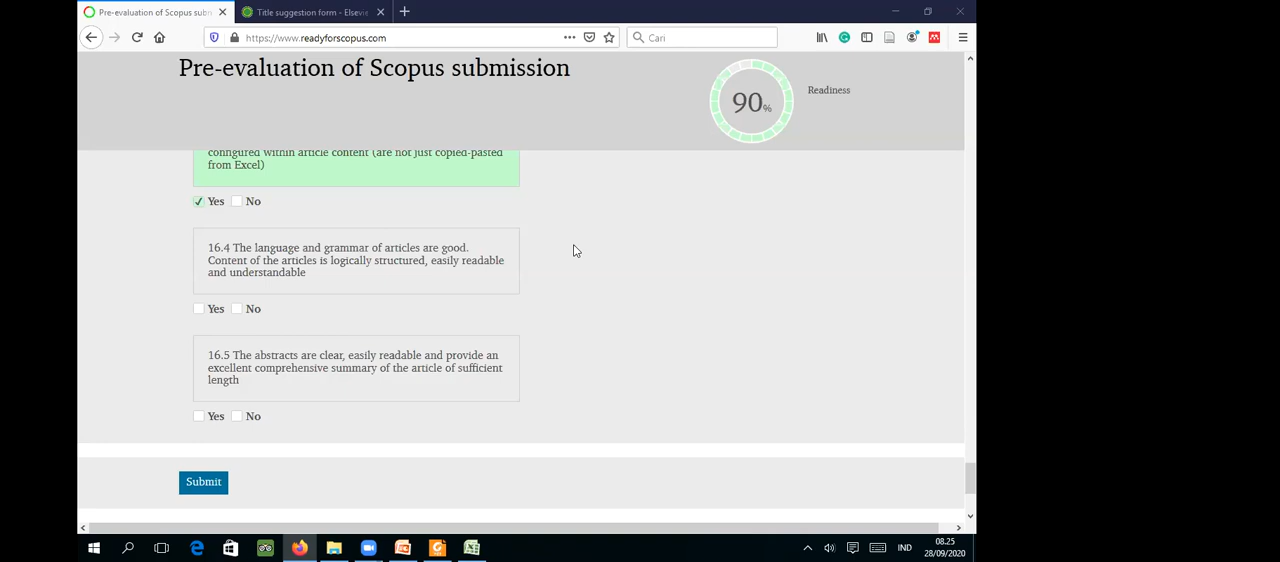 Pre-evaluation of Scopus subm
Title suggestion form - Elsevie
https://www.readyforscopus.com
Cari
Pre-evaluation of Scopus submission
90%
Readiness
configured within article content (are not just copied-pasted
from Excel)
Yes No
16.4 The language and grammar of articles are good.
Content of the articles is logically structured, easily readable
and understandable
Yes No
16.5 The abstracts are clear, easily readable and provide an
excellent comprehensive summary of the article of sufficient
length
Yes No
Submit
IND
08.25
28/09/2020